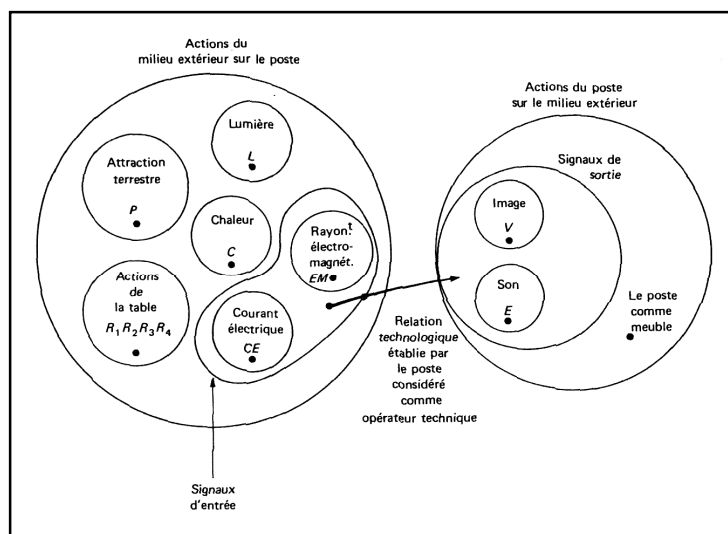 Actions du
milieu extérieur sur le poste
Lumière
L
Attraction
terrestre
P
Chaleur
C
Rayon.t
électro-
magnét.
EM
Actions
de
la table
R1 R2 R3 R4
Courant
électrique
CE
Signaux
d'entrée
Relation
technologique
établie par
le poste
considéré
comme
opérateur technique
Actions du poste
sur le milieu extérieur
Signaux de
sortie
Image
V
Son
E
Le poste
comme
meuble